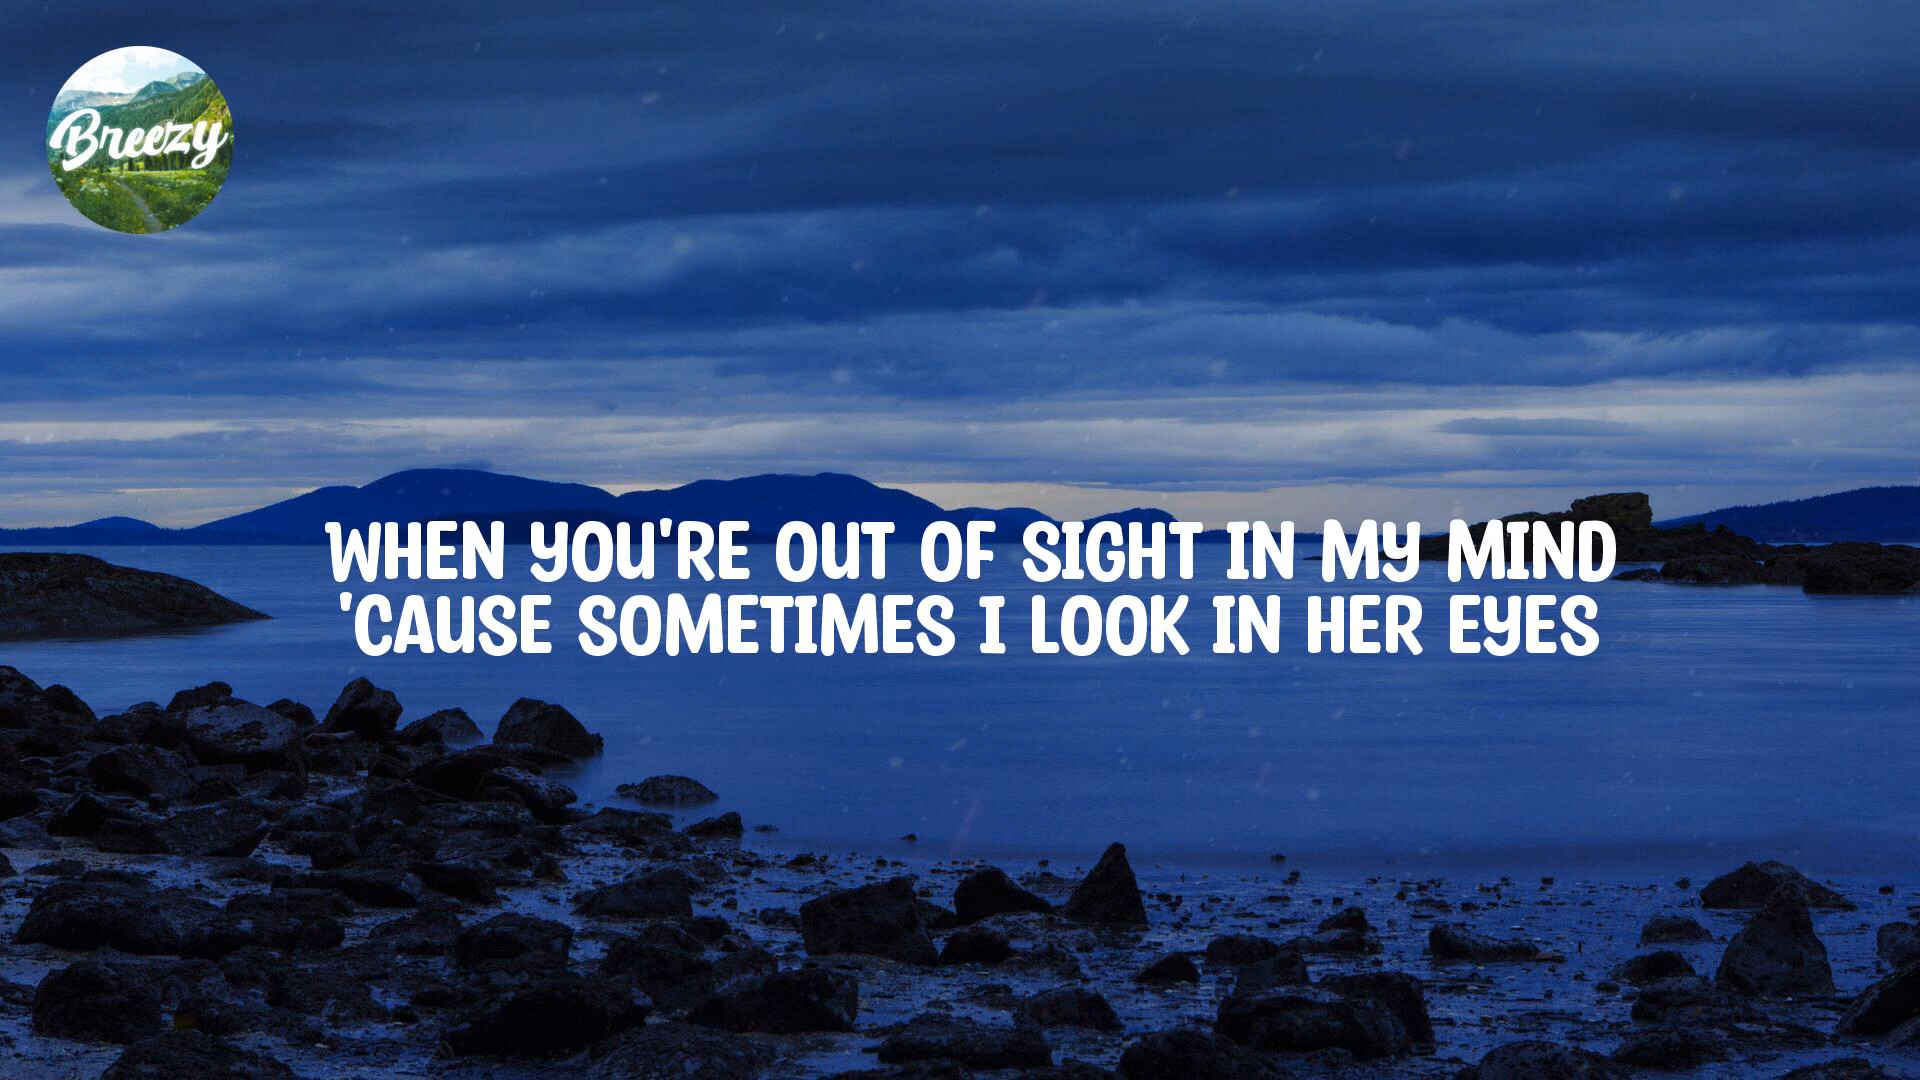 Breezy
WHEN YOU'RE OUT OF SIGHT IN MY MIND
'CAUSE SOMETIMES I LOOK IN HER EYES